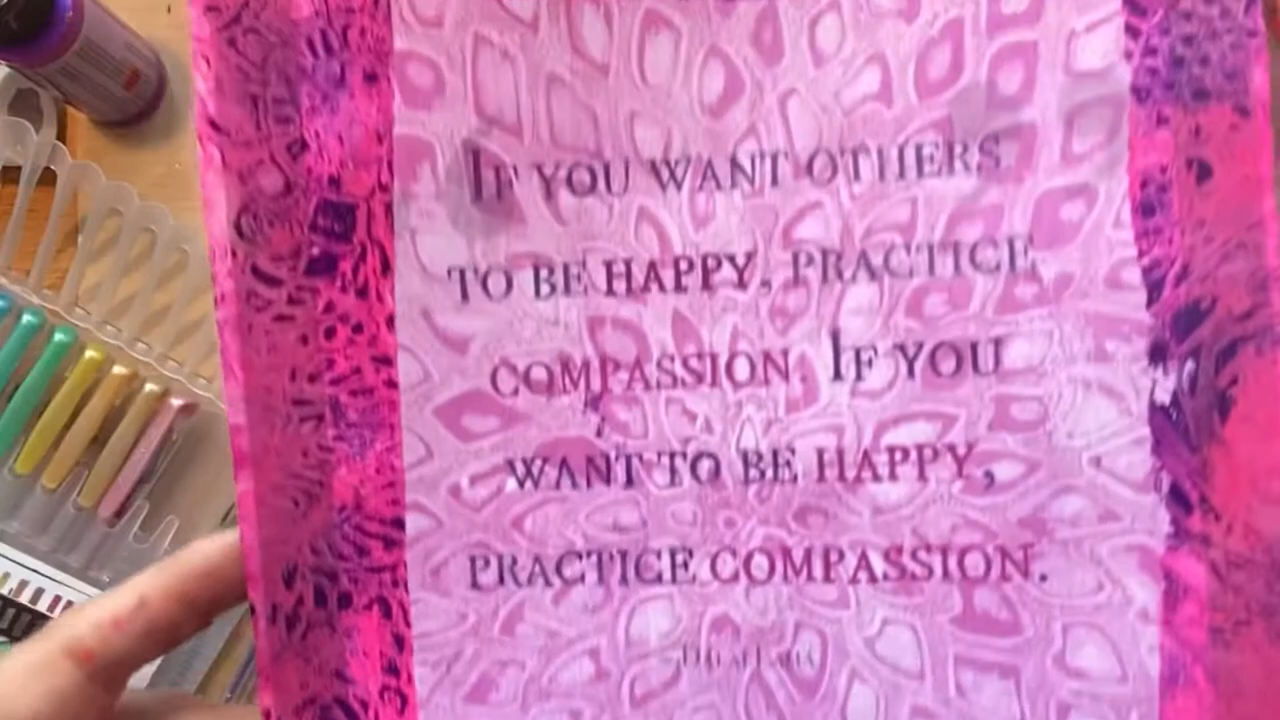 If you want others
to be happy, practice
compassion. If you
want to be happy,
practice compassion.